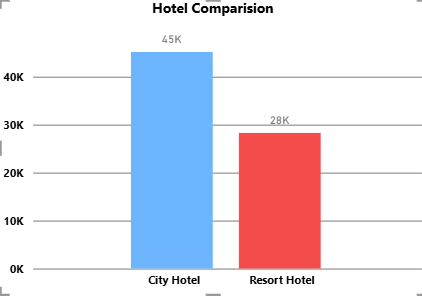 Hotel Comparision
45K
28K
40K
30K
20K
10K
0K
City Hotel
Resort Hotel